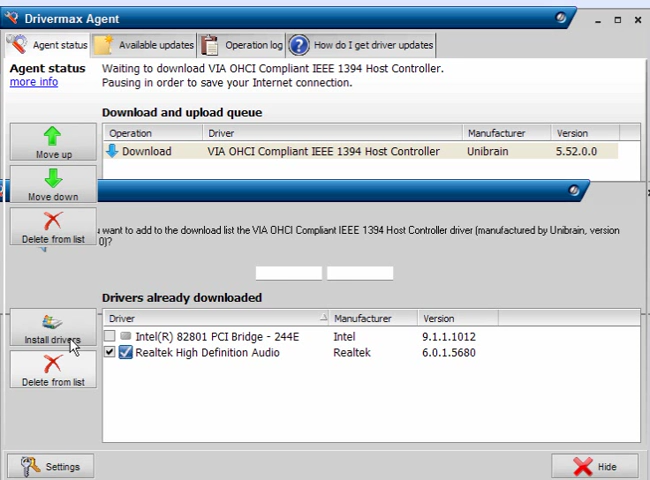 Drivermax Agent
Agent status
Available updates
Operation log
How do I get driver updates
Agent status
more info
Waiting to download VIA OHCI Compliant IEEE 1394 Host Controller.
Pausing in order to save your Internet connection.
Download and upload queue
Move up
Operation Driver Manufacturer Version
Download VIA OHCI Compliant IEEE 1394 Host Controller Unibrain 5.52.0.0
Move down
Delete from list
want to add to the download list the VIA OHCI Compliant IEEE 1394 Host Controller driver (manufactured by Unibrain, version
0)?
Drivers already downloaded
Driver Manufacturer Version
Install drivers
Intel(R) 82801 PCI Bridge - 244E Intel 9.1.1.1012
Realtek High Definition Audio Realtek 6.0.1.5680
Delete from list
Settings
Hide